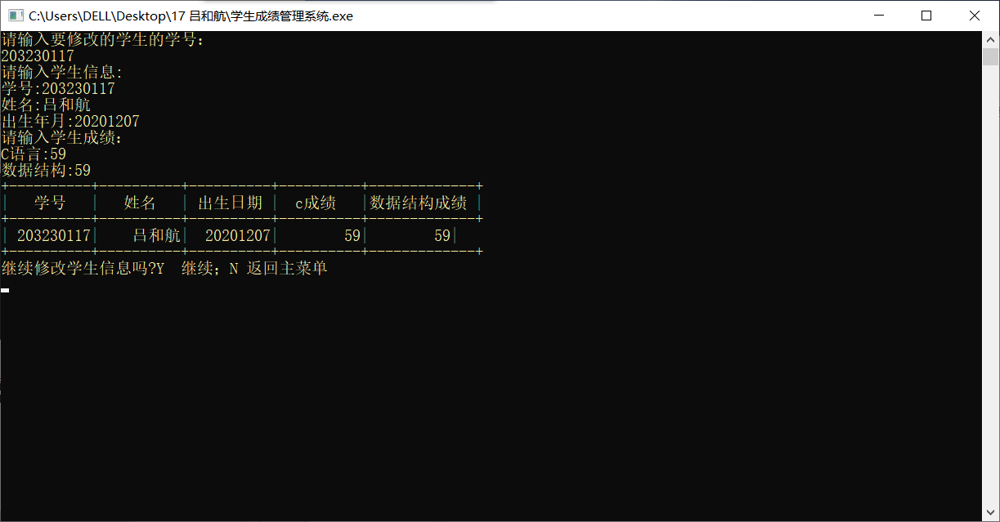 C:\Users\DELL\Desktop\17 吕和航\学生成绩管理系统.exe
请输入要修改的学生的学号：
203230117
请输入学生信息:
学号:203230117
姓名:吕和航
出生年月:20201207
请输入学生成绩：
C语言:59
数据结构:59
+----------+----------+----------+----------+-------------+
|   学号   |   姓名   | 出生日期 |  c成绩   |数据结构成绩 |
+----------+----------+----------+----------+-------------+
| 203230117|    吕和航|  20201207|        59|        59|
+----------+----------+----------+----------+-------------+
继续修改学生信息吗?Y  继续；N 返回主菜单